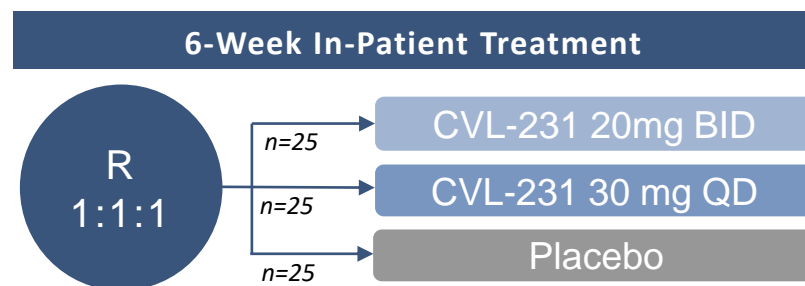 6-Week In-Patient Treatment
R
1:1:1
n=25
CVL-231 20mg BID
n=25
CVL-231 30 mg QD
n=25
Placebo